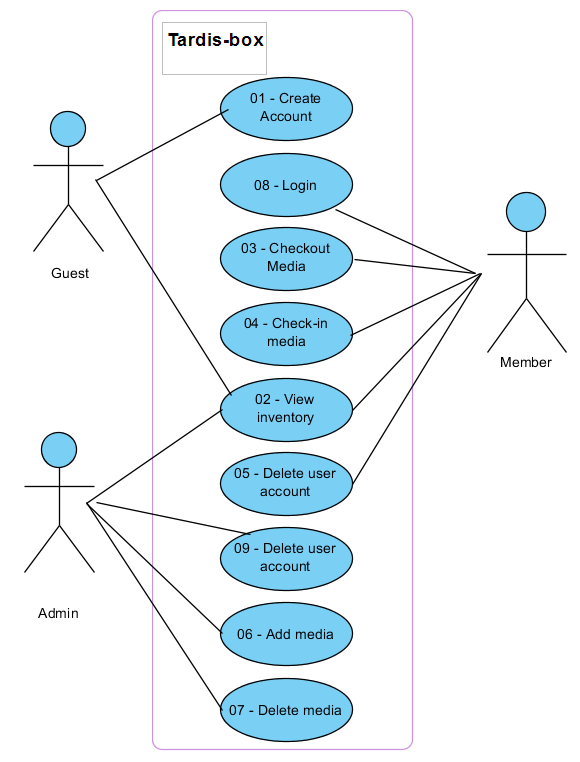 Tardis-box
01 - Create
Account
08 - Login
03 - Checkout
Media
04 - Check-in
media
02 - View
inventory
05 - Delete user
account
09 - Delete user
account
06 - Add media
07 - Delete media
Guest
Member
Admin